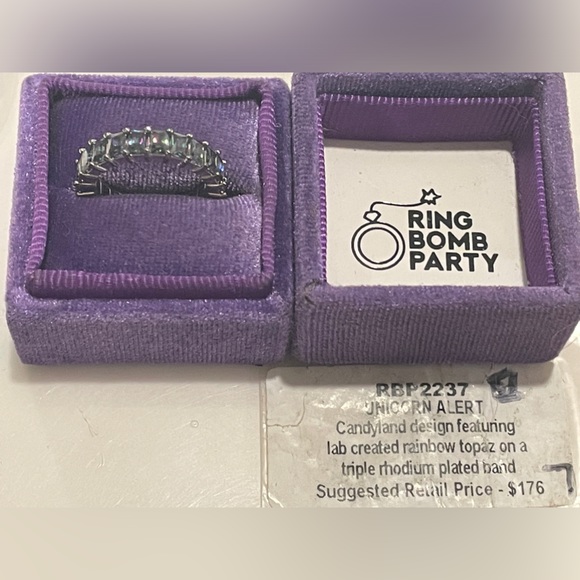 RING
BOMB
PARTY
RBP2237
UNICORN ALERT
Candyland design featuring
lab created rainbow topaz on a
triple rhodium plated band
Suggested Retail Price - $176
7